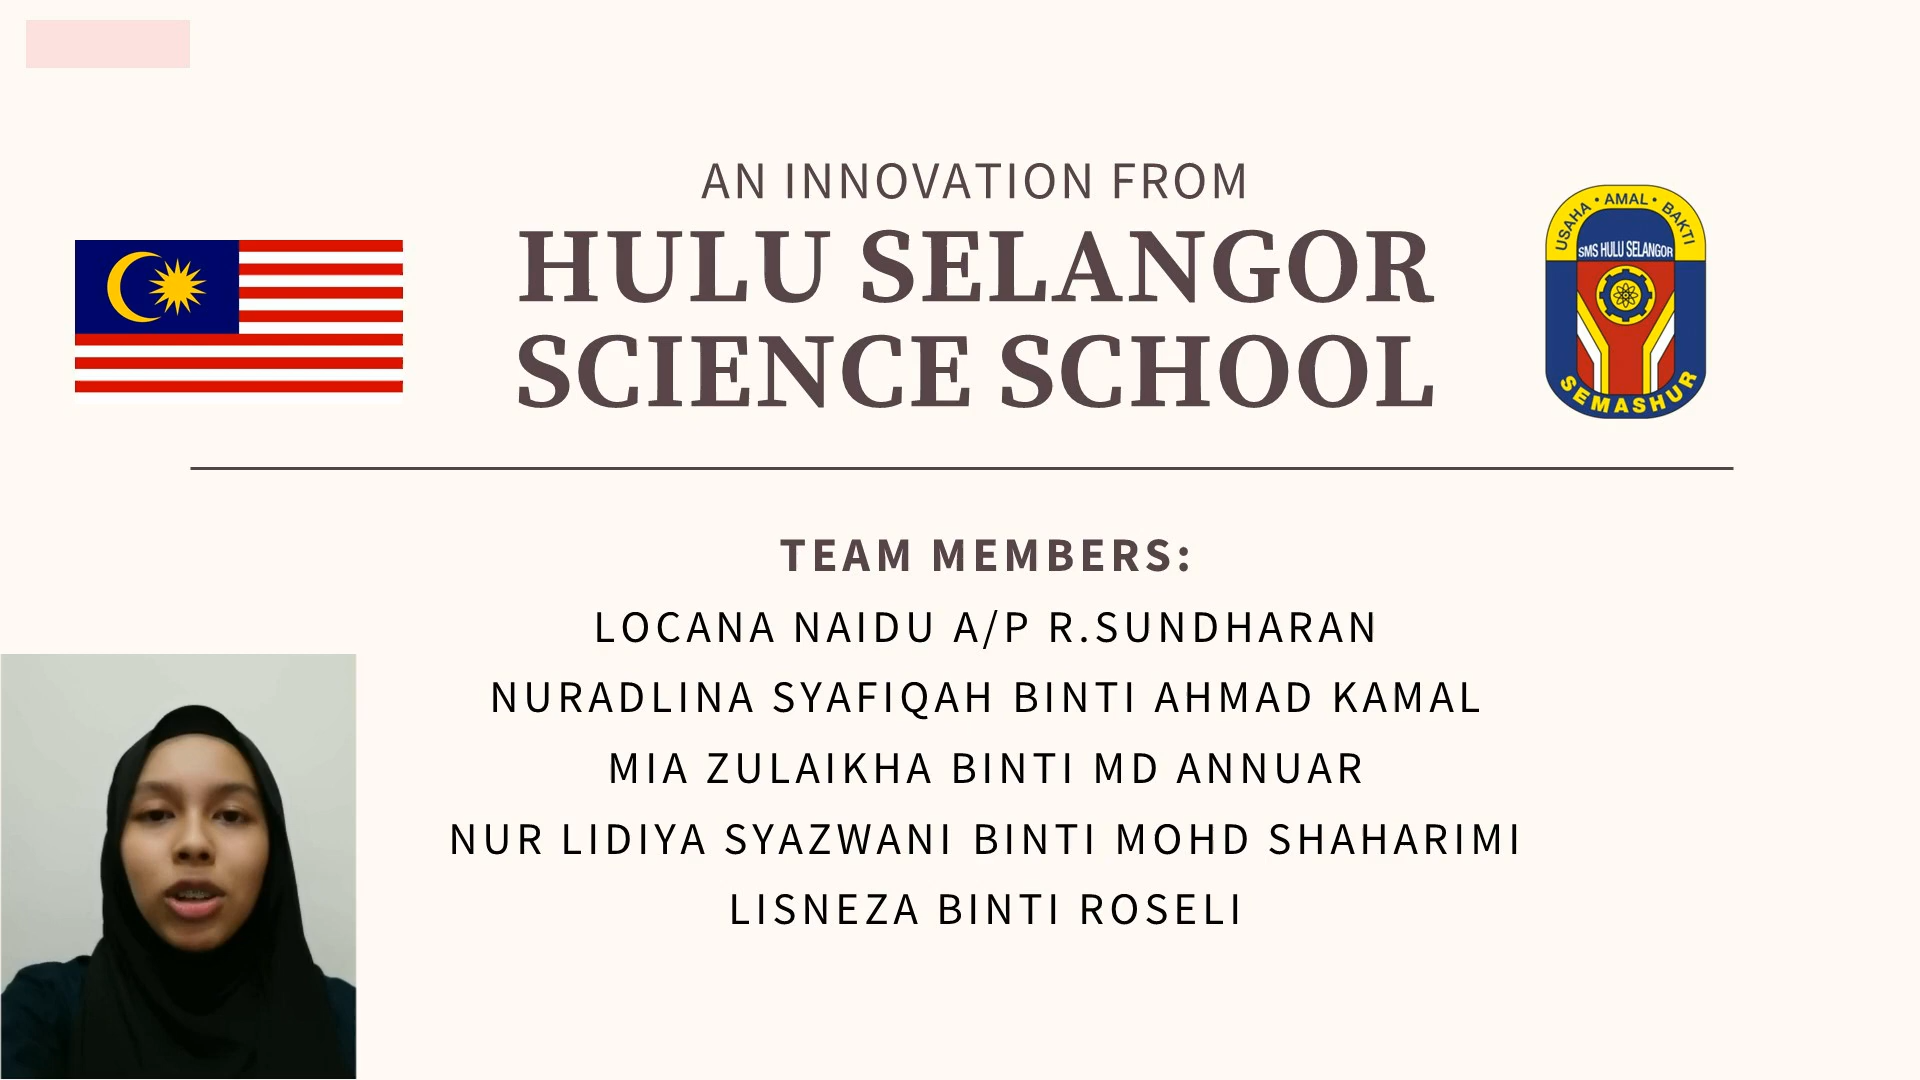 AN INNOVATION FROM
HULU SELANGOR
SCIENCE SCHOOL
USAHA • AMAL • BAKTI
SMS HULU SELANGOR
SEMASHUR
TEAM MEMBERS:
LOCANA NAIDU A/P R.SUNDHARAN
NURADLINA SYAFIQAH BINTI AHMAD KAMAL
MIA ZULAIKHA BINTI MD ANNUAR
NUR LIDIYA SYAZWANI BINTI MOHD SHAHARIMI
LISNEZA BINTI ROSELI